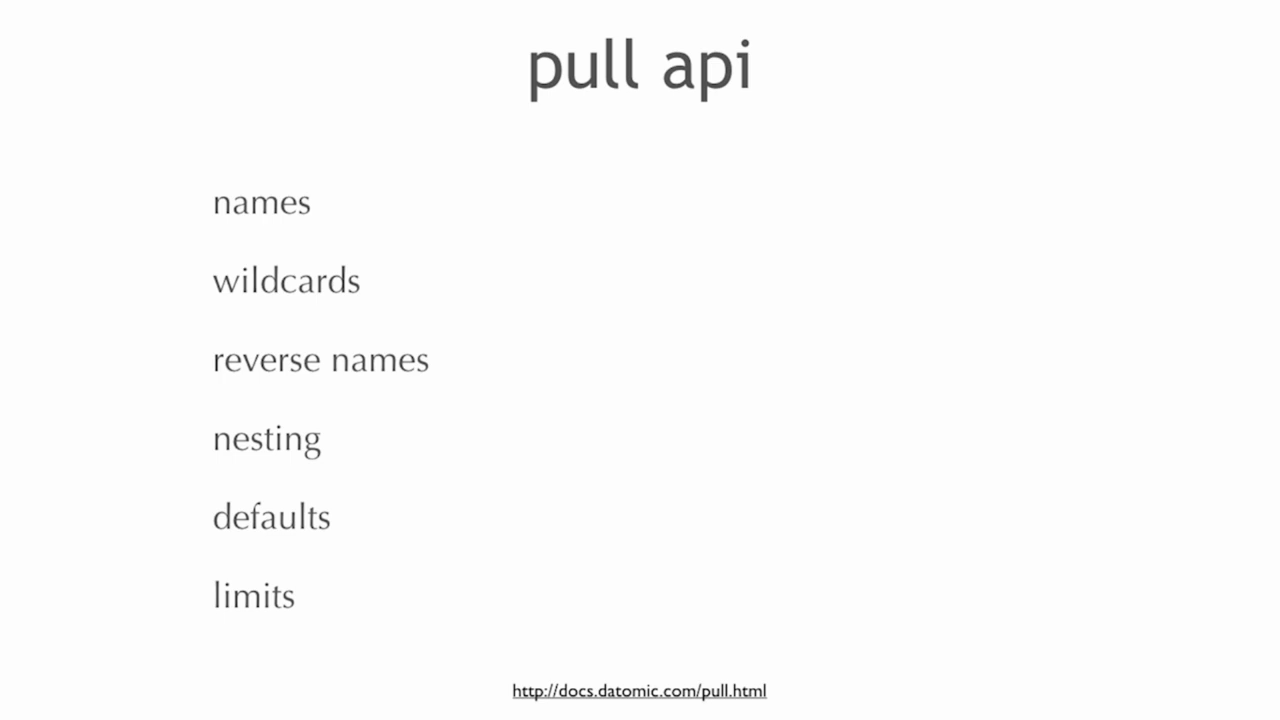 pull api
names
wildcards
reverse names
nesting
defaults
limits
http://docs.datomic.com/pull.html